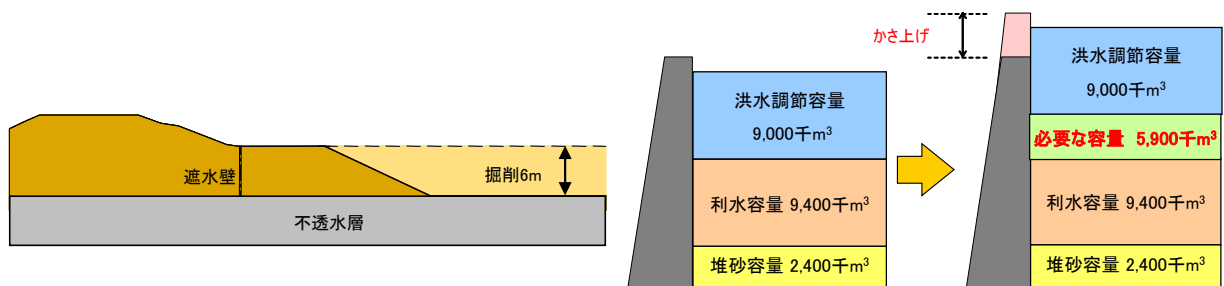 遮水壁
掘削6m
不透水層
洪水調節容量
9,000千m³
利水容量 9,400千m³
堆砂容量 2,400千m³
かさ上げ
洪水調節容量
9,000千m³
必要な容量 5,900千m³
利水容量 9,400千m³
堆砂容量 2,400千m³